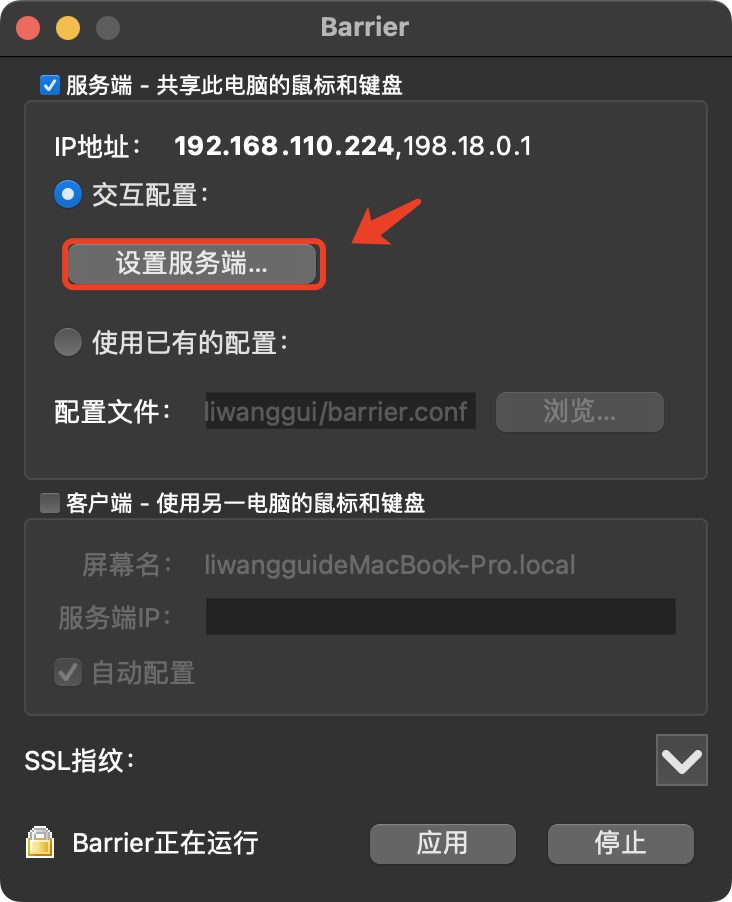 Barrier
服务端 - 共享此电脑的鼠标和键盘
IP地址: 192.168.110.224,198.18.0.1
交互配置:
设置服务端...
使用已有的配置:
配置文件: liwanggui/barrier.conf 浏览...
客户端 - 使用另一电脑的鼠标和键盘
屏幕名: liwangguideMacBook-Pro.local
服务端IP:
自动配置
SSL指纹:
Barrier正在运行 应用 停止